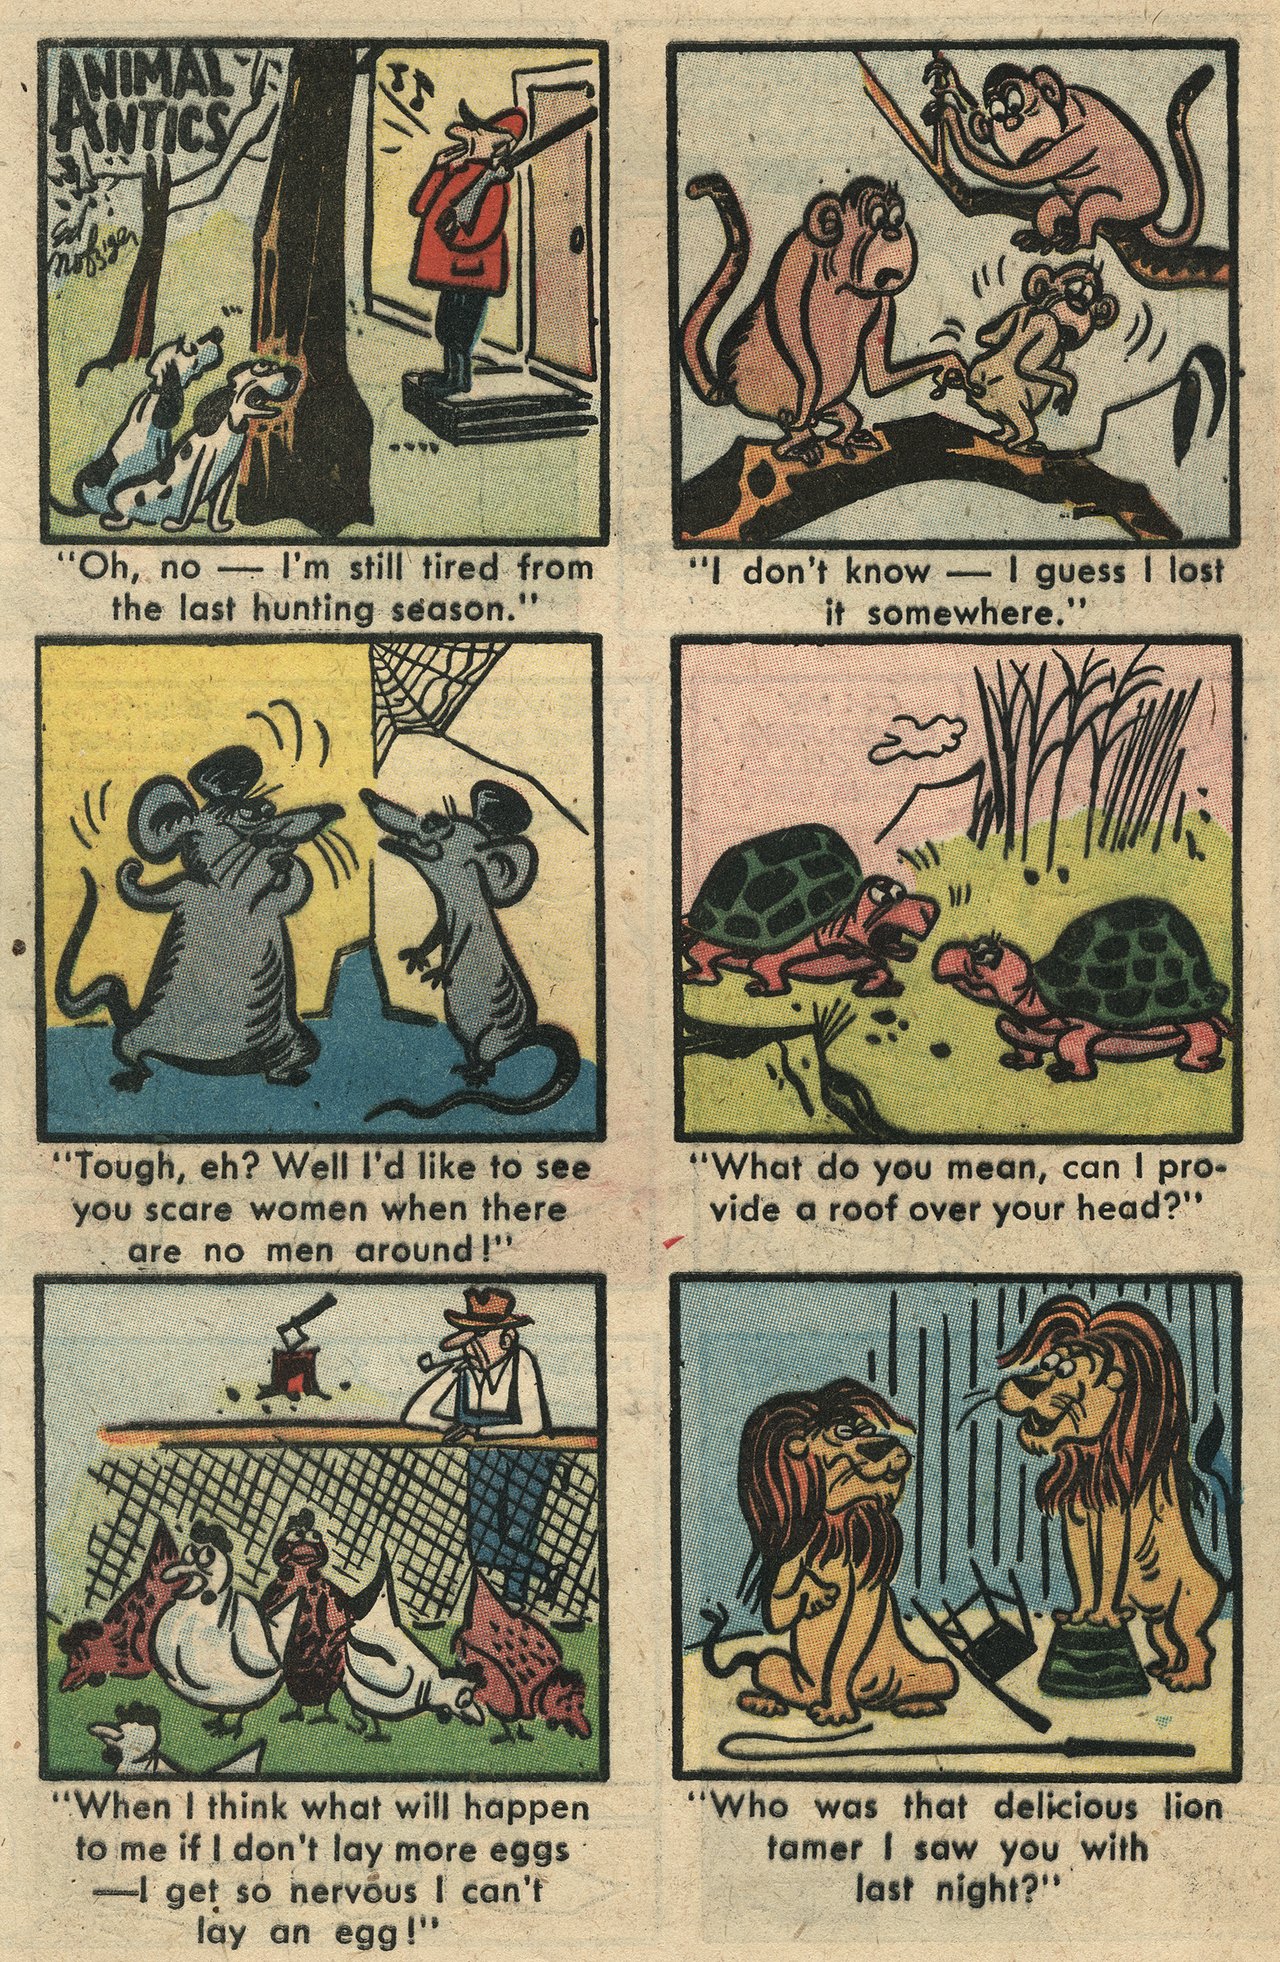 ANIMAL
ANTICS
Ed
Nofziger
"Oh, no — I'm still tired from
the last hunting season."
"I don't know — I guess I lost
it somewhere."
"Tough, eh? Well I'd like to see
you scare women when there
are no men around!"
"What do you mean, can I pro-
vide a roof over your head?"
"When I think what will happen
to me if I don't lay more eggs
—I get so nervous I can't
lay an egg!"
"Who was that delicious lion
tamer I saw you with
last night?"